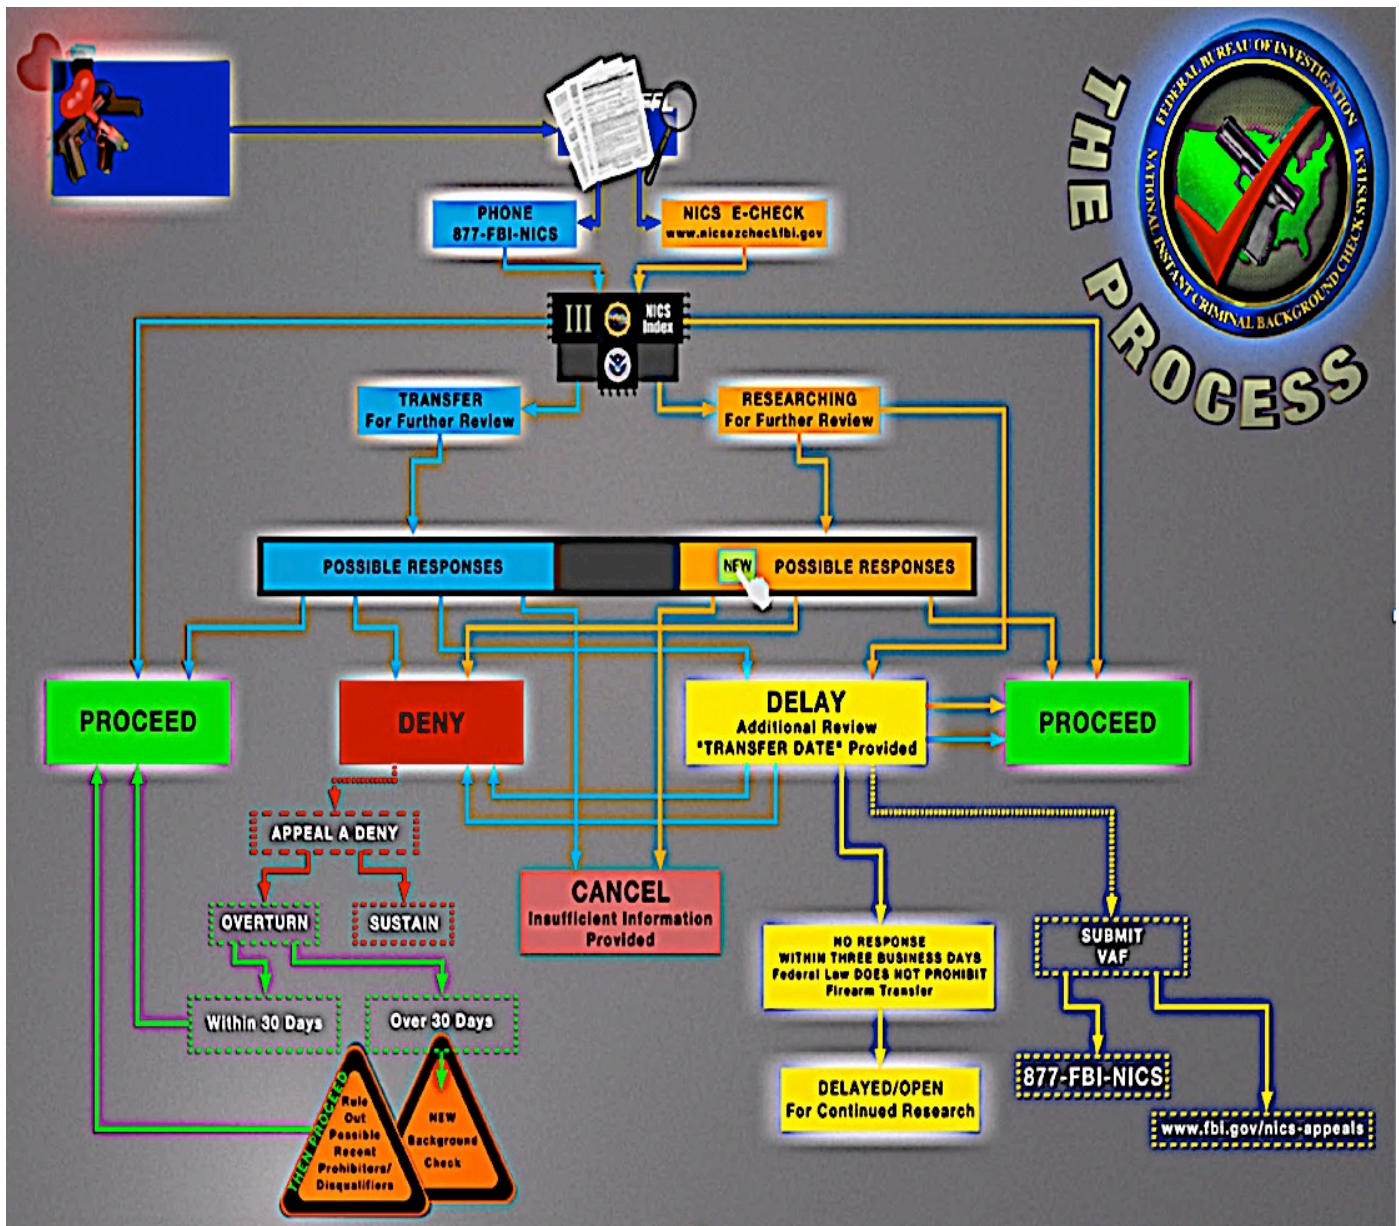 FFL
THE PROCESS
FEDERAL BUREAU OF INVESTIGATION
NATIONAL INSTANT CRIMINAL BACKGROUND CHECK SYSTEM
PHONE
877-FBI-NICS
NICS E-CHECK
www.nicsezcheckfbi.gov
III
NICS
Index
TRANSFER
For Further Review
RESEARCHING
For Further Review
POSSIBLE RESPONSES
NEW
POSSIBLE RESPONSES
PROCEED
DENY
DELAY
Additional Review
"TRANSFER DATE" Provided
PROCEED
APPEAL A DENY
OVERTURN
SUSTAIN
CANCEL
Insufficient Information
Provided
NO RESPONSE
WITHIN THREE BUSINESS DAYS
Federal Law DOES NOT PROHIBIT
Firearm Transfer
SUBMIT
VAF
Within 30 Days
Over 30 Days
877-FBI-NICS
DELAYED/OPEN
For Continued Research
www.fbi.gov/nics-appeals
THEN PROCEED
Rule
Out
Possible
Recent
Prohibitors/
Disqualifiers
NEW
Background
Check